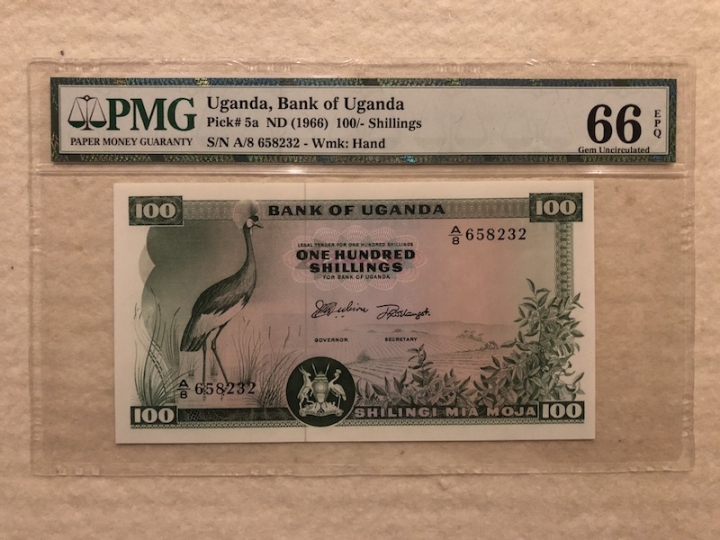 PMG
PAPER MONEY GUARANTY
Uganda, Bank of Uganda
Pick# 5a ND (1966) 100/- Shillings
S/N A/8 658232 - Wmk: Hand
66 EPQ
Gem Uncirculated
100 BANK OF UGANDA 100
A/8 658232
LEGAL TENDER FOR ONE HUNDRED SHILLINGS
ONE HUNDRED
SHILLINGS
FOR BANK OF UGANDA
GOVERNOR SECRETARY
A/8 658232
100 SHILINGI MIA MOJA 100